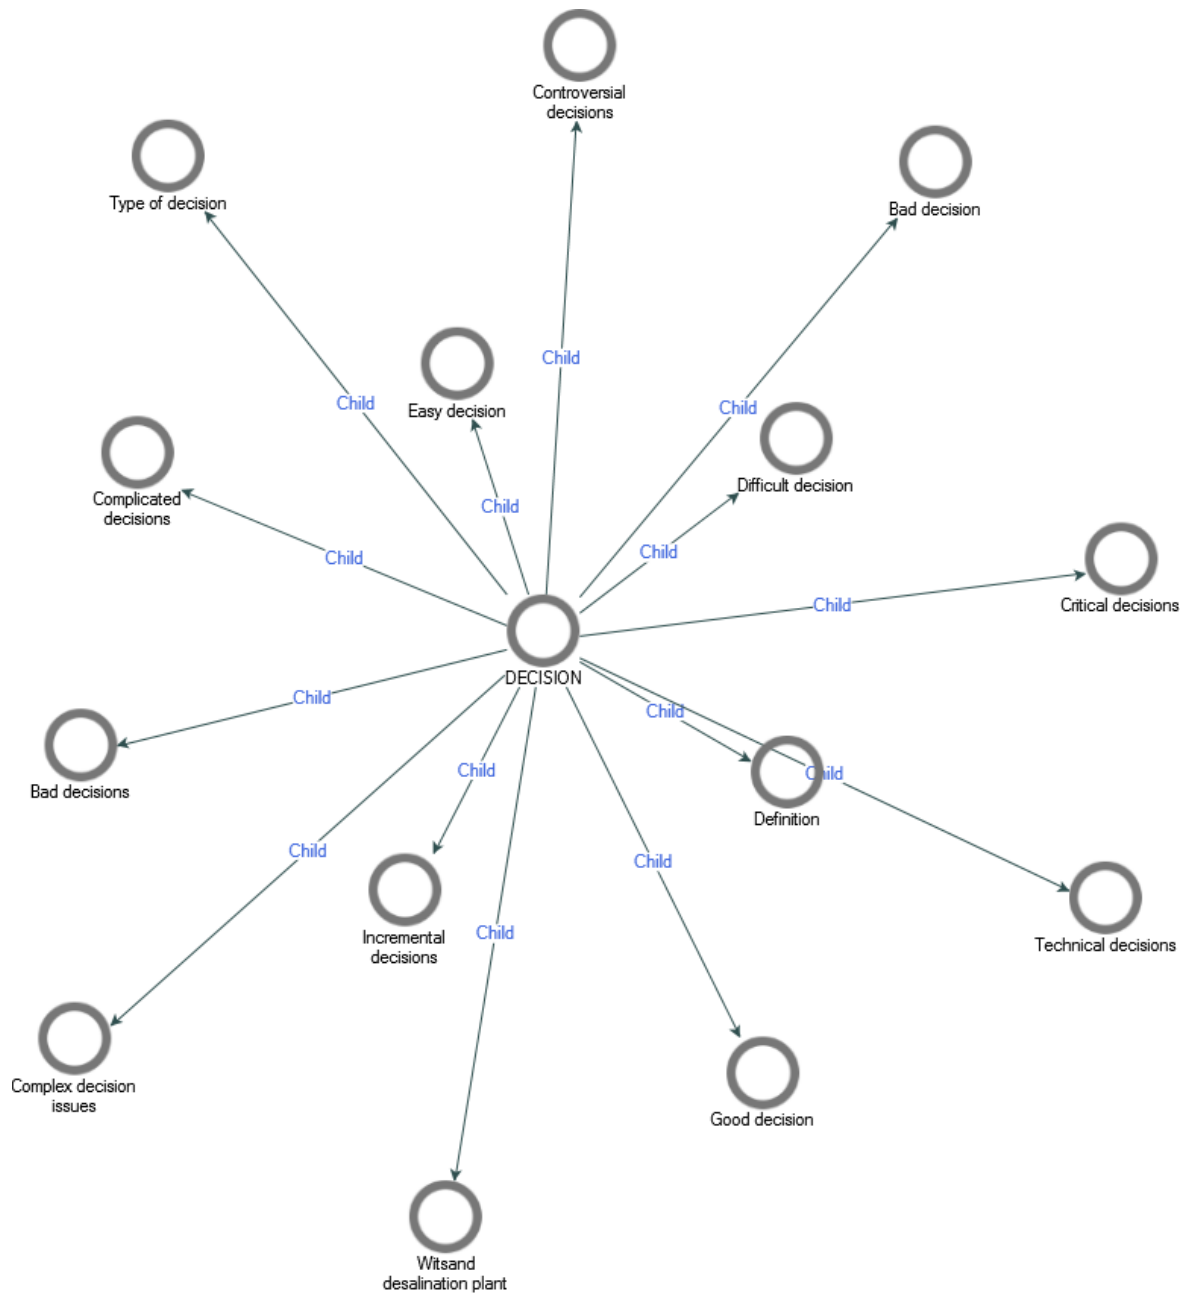 Controversial
decisions
Type of decision
Bad decision
Child
Easy decision
Child
Child
Difficult decision
Complicated
decisions
Child
Child
Child
Child
Critical decisions
Child
DECISION
Child
Child
Bad decisions
Child
Child
Definition
Child
Child
Incremental
decisions
Child
Technical decisions
Complex decision
issues
Good decision
Witsand
desalination plant